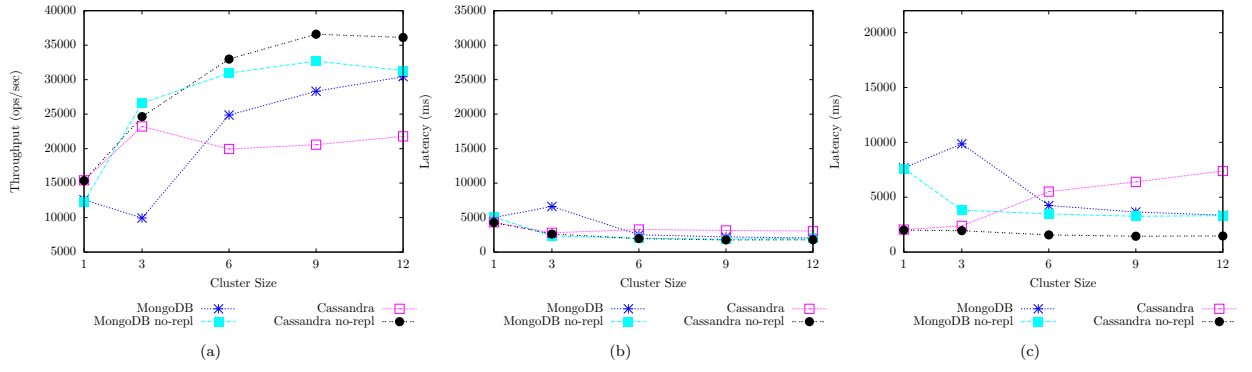 40000
35000
30000
25000
20000
15000
10000
5000
Throughput (ops/sec)
1 3 6 9 12
Cluster Size
MongoDB
MongoDB no-repl
Cassandra
Cassandra no-repl
(a)
35000
30000
25000
20000
15000
10000
5000
0
Latency (ms)
1 3 6 9 12
Cluster Size
MongoDB
MongoDB no-repl
Cassandra
Cassandra no-repl
(b)
20000
15000
10000
5000
0
Latency (ms)
1 3 6 9 12
Cluster Size
MongoDB
MongoDB no-repl
Cassandra
Cassandra no-repl
(c)